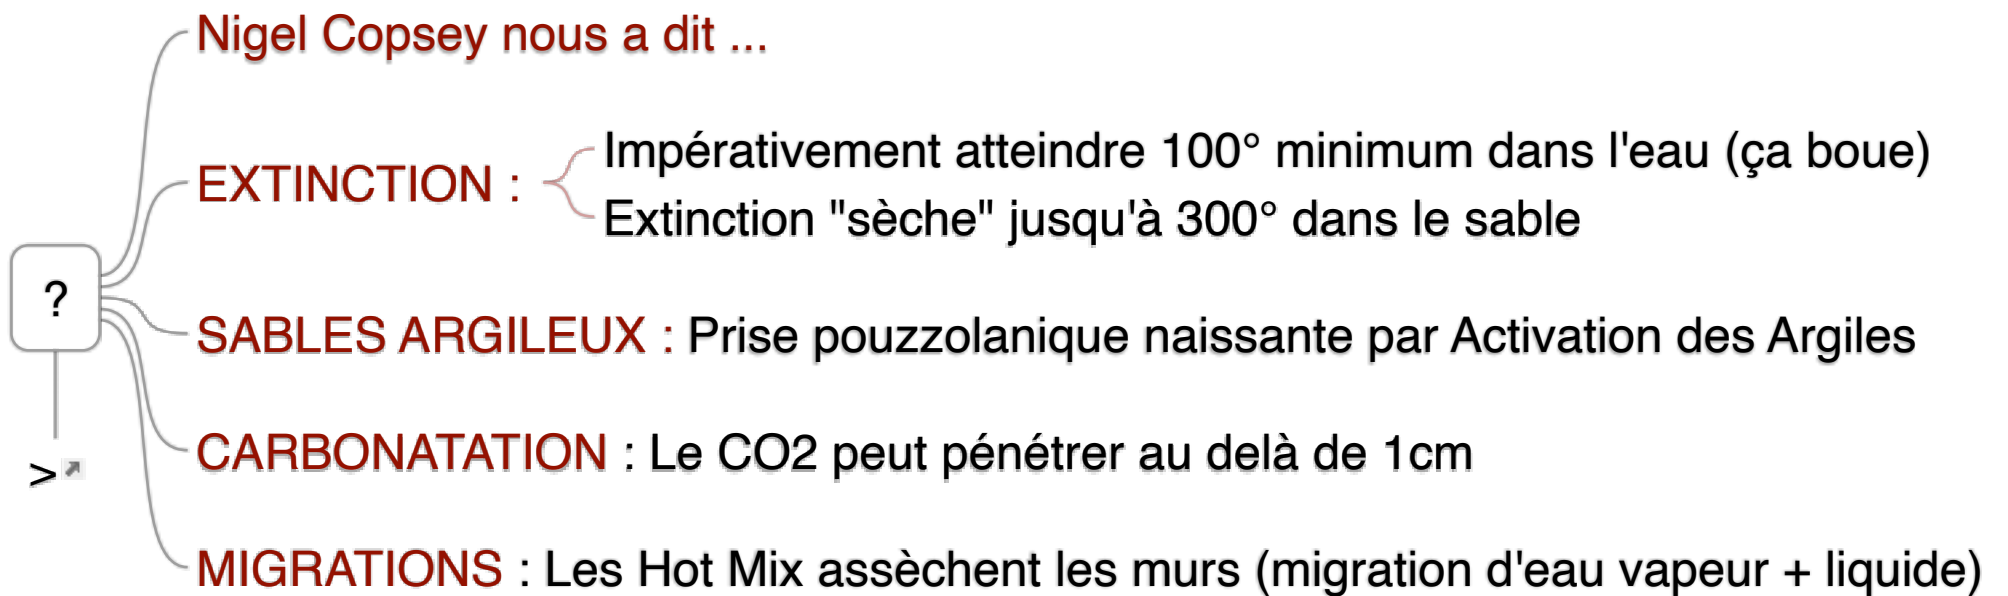 Nigel Copsey nous a dit ...
EXTINCTION :
Impérativement atteindre 100° minimum dans l'eau (ça boue)
Extinction "sèche" jusqu'à 300° dans le sable
?
SABLES ARGILEUX : Prise pouzzolanique naissante par Activation des Argiles
CARBONATATION : Le CO2 peut pénétrer au delà de 1cm
>
MIGRATIONS : Les Hot Mix assèchent les murs (migration d'eau vapeur + liquide)